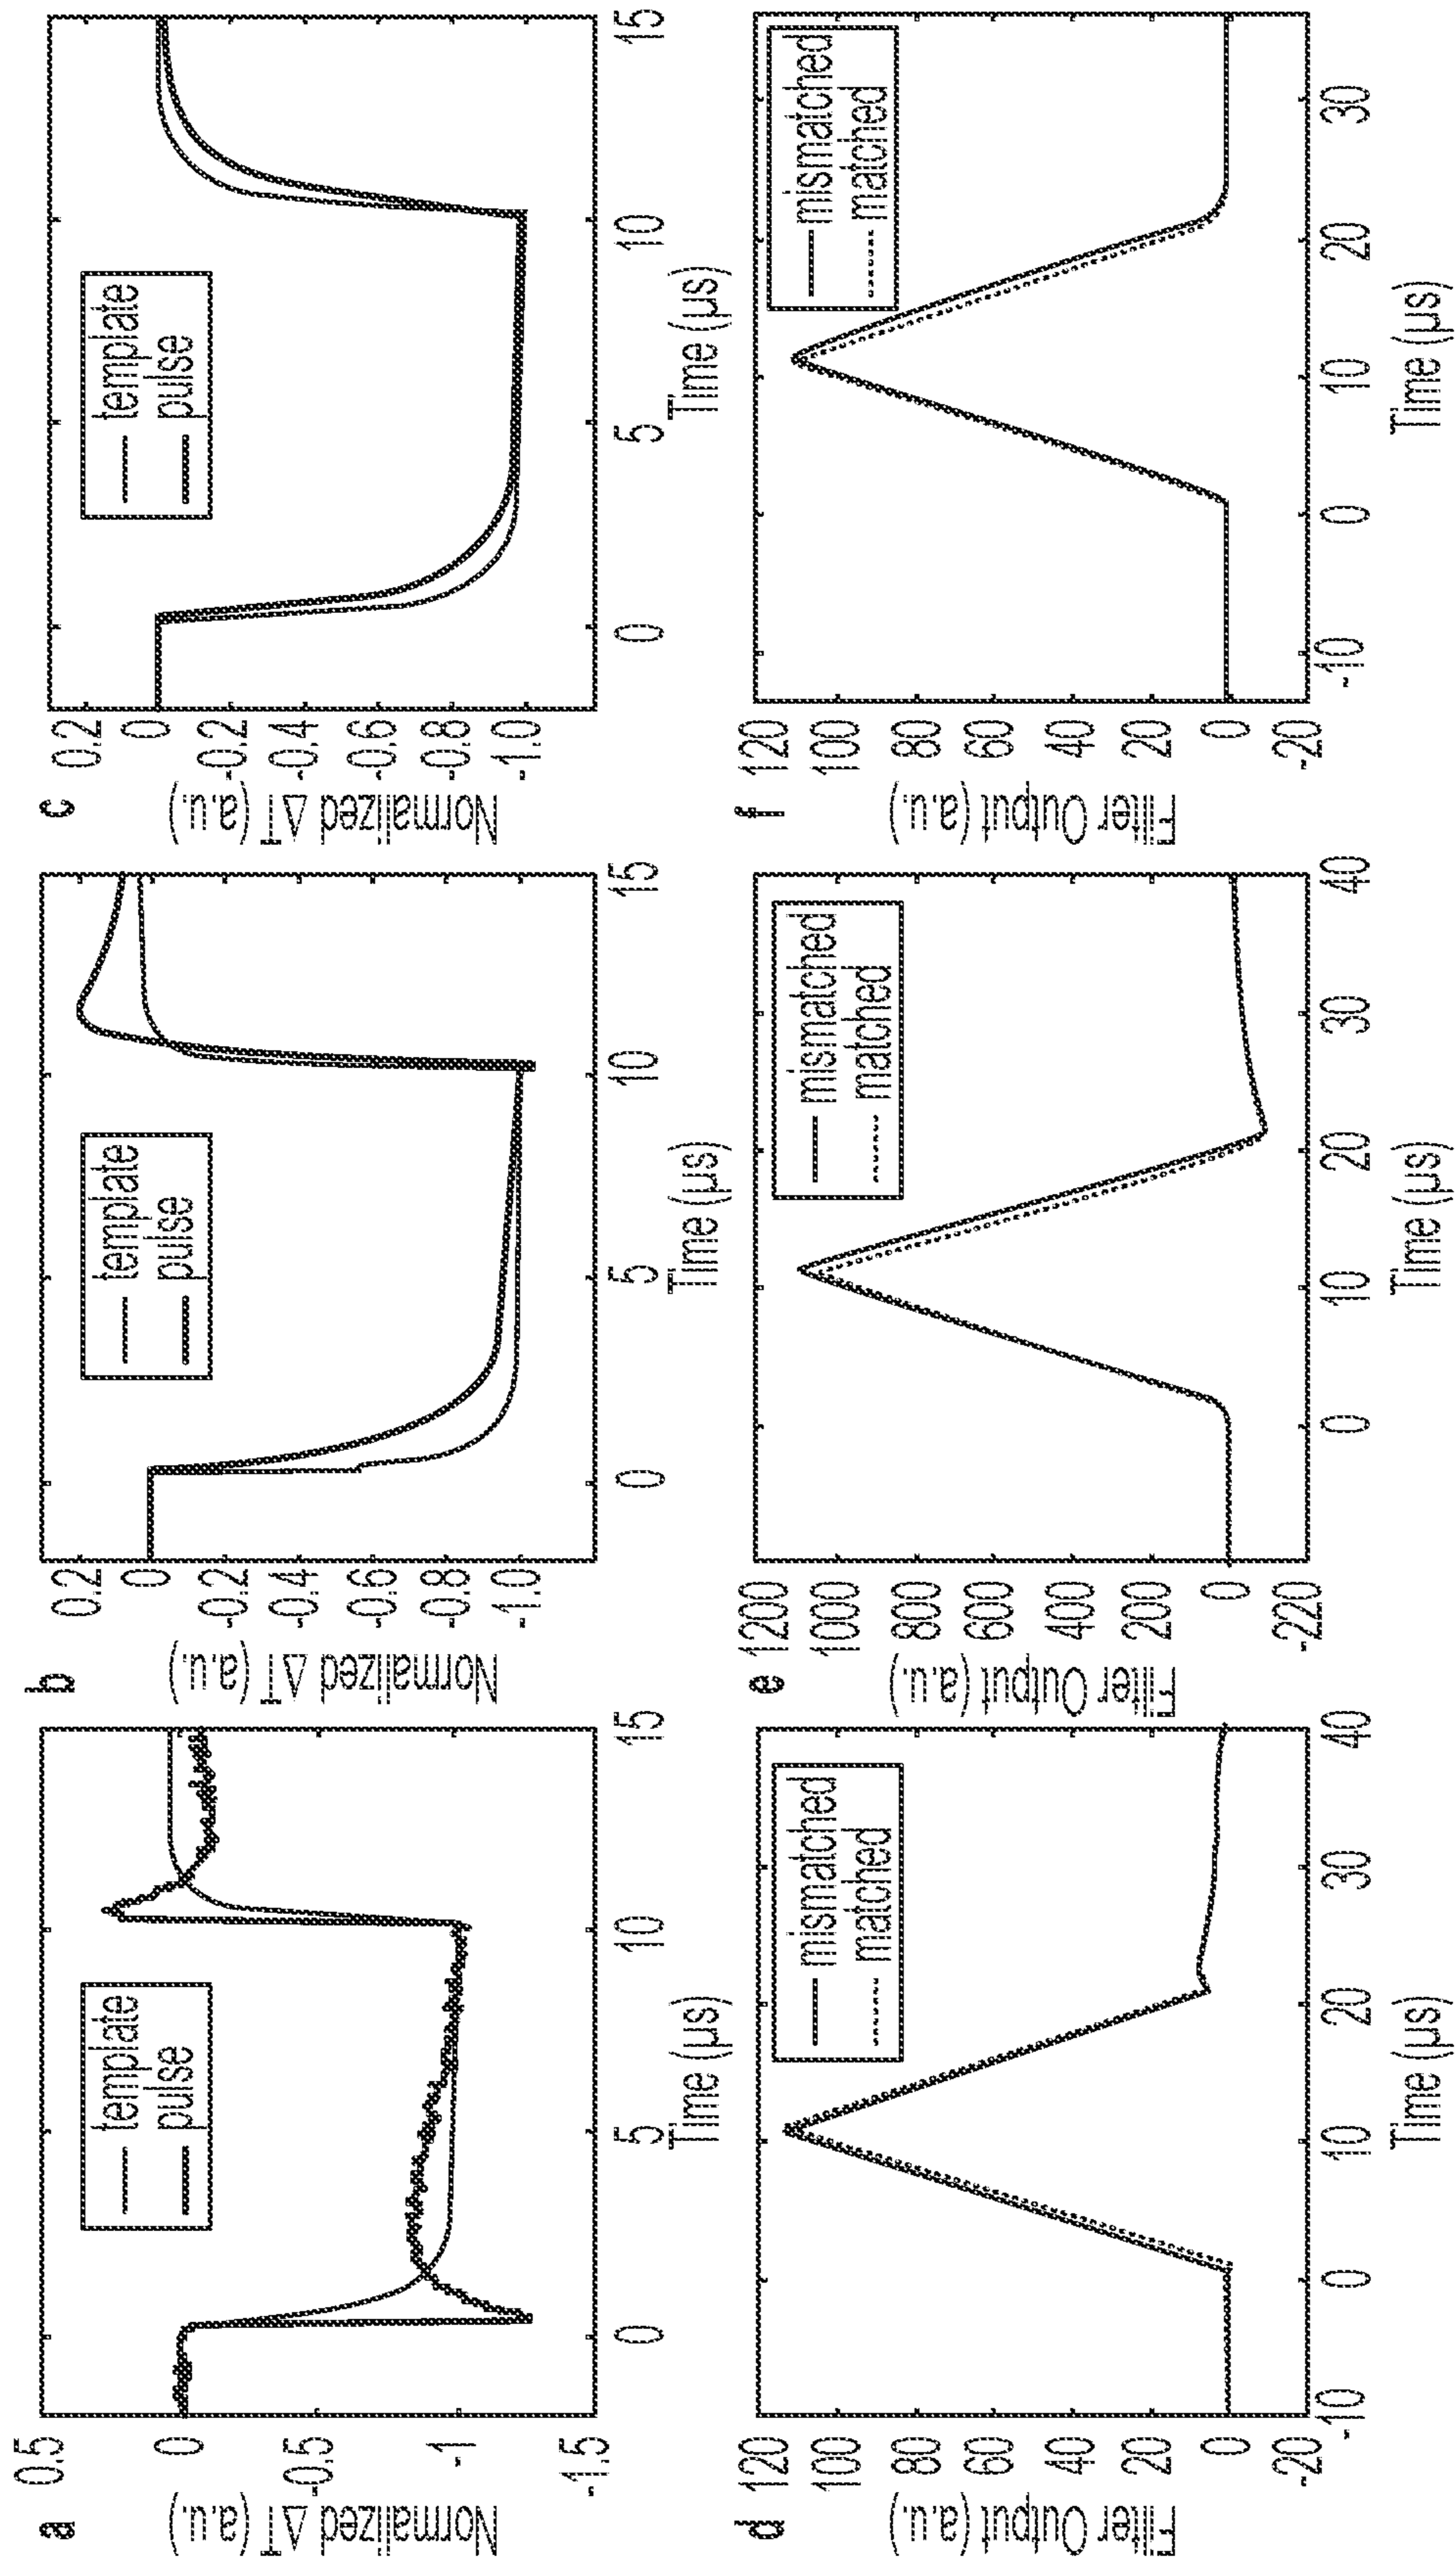 a
Normalized ΔT (a.u.)
0.5
0
-0.5
-1
-1.5
template
pulse
0
5
10
15
Time (µs)
b
Normalized ΔT (a.u.)
0.2
0
-0.2
-0.4
-0.6
-0.8
-1.0
template
pulse
0
5
10
15
Time (µs)
c
Normalized ΔT (a.u.)
0.2
0
-0.2
-0.4
-0.6
-0.8
-1.0
template
pulse
0
5
10
15
Time (µs)
d
Filter Output (a.u.)
120
100
80
60
40
20
0
-20
mismatched
matched
-10
0
10
20
30
40
Time (µs)
e
Filter Output (a.u.)
1200
1000
800
600
400
200
0
-220
mismatched
matched
0
10
20
30
40
Time (µs)
f
Filter Output (a.u.)
120
100
80
60
40
20
0
-20
mismatched
matched
-10
0
10
20
30
Time (µs)